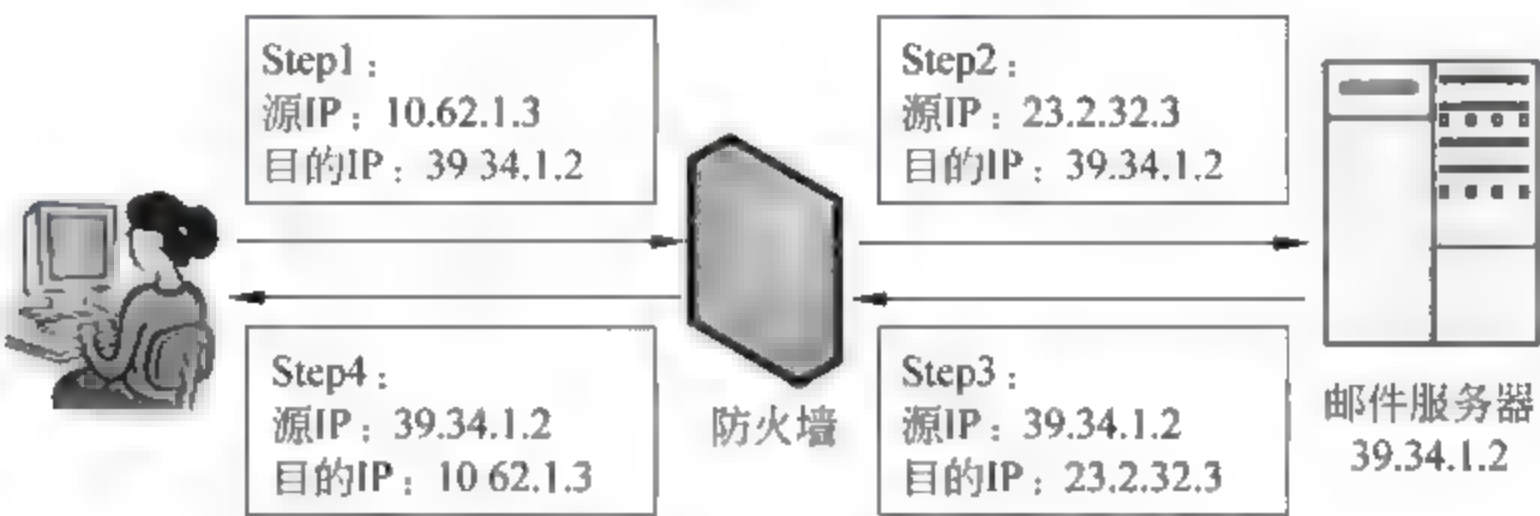 Step1：
源IP：10.62.1.3
目的IP：39 34.1.2
Step2：
源IP：23.2.32.3
目的IP：39.34.1.2
Step4：
源IP：39.34.1.2
目的IP：10 62.1.3
防火墙
Step3：
源IP：39.34.1.2
目的IP：23.2.32.3
邮件服务器
39.34.1.2